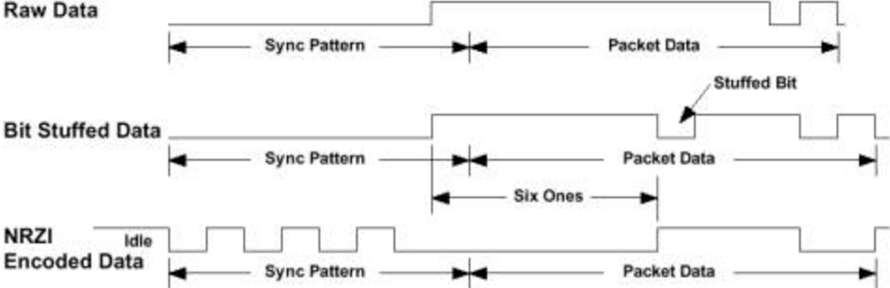 Raw Data
Sync Pattern Packet Data
Stuffed Bit
Bit Stuffed Data
Sync Pattern Packet Data
Six Ones
NRZI Idle
Encoded Data
Sync Pattern Packet Data